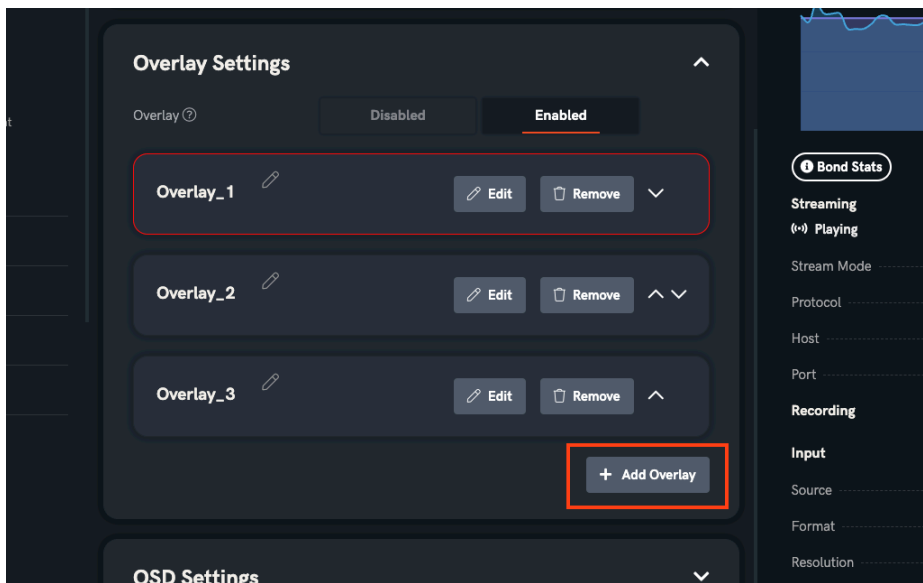 Overlay Settings
Overlay
Disabled
Enabled
Overlay_1
Edit
Remove
Overlay_2
Edit
Remove
Overlay_3
Edit
Remove
+ Add Overlay
OSD Settings
Bond Stats
Streaming
Playing
Stream Mode
Protocol
Host
Port
Recording
Input
Source
Format
Resolution